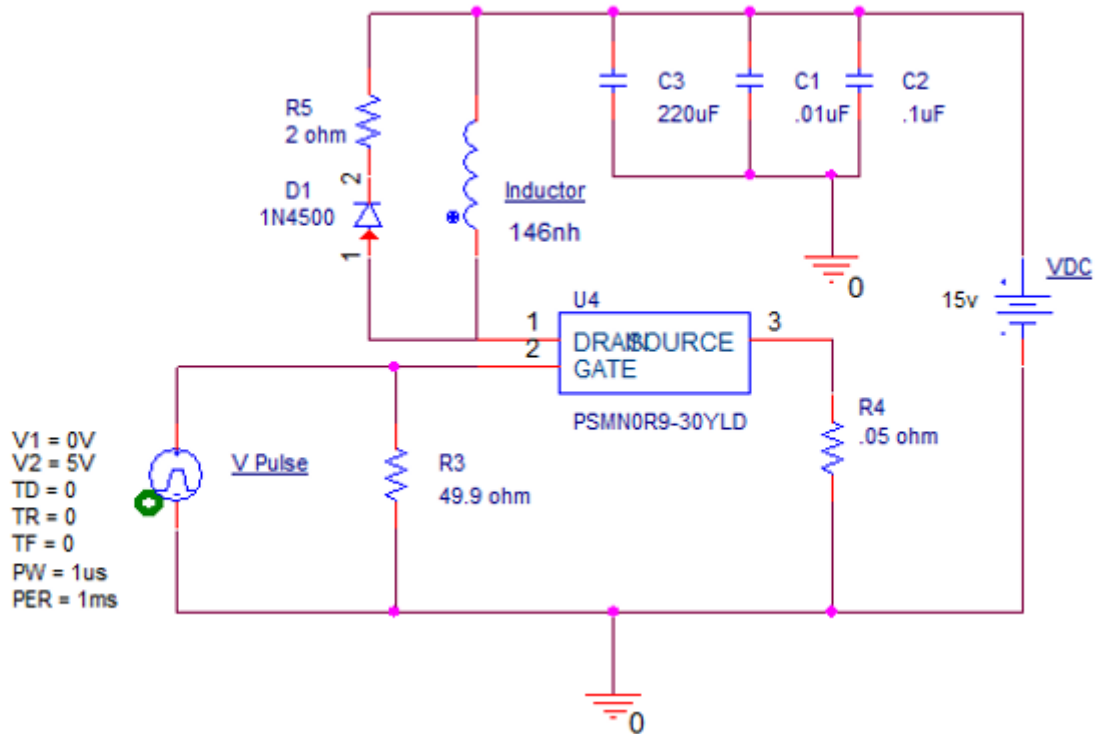 R5
2 ohm
2
D1
1N4500
1
Inductor
146nh
C3
220uF
C1
.01uF
C2
.1uF
0
VDC
15v
U4
1
2
DRAIN
SOURCE
GATE
3
PSMN0R9-30YLD
R4
.05 ohm
V1 = 0V
V2 = 5V
TD = 0
TR = 0
TF = 0
PW = 1us
PER = 1ms
V Pulse
R3
49.9 ohm
0